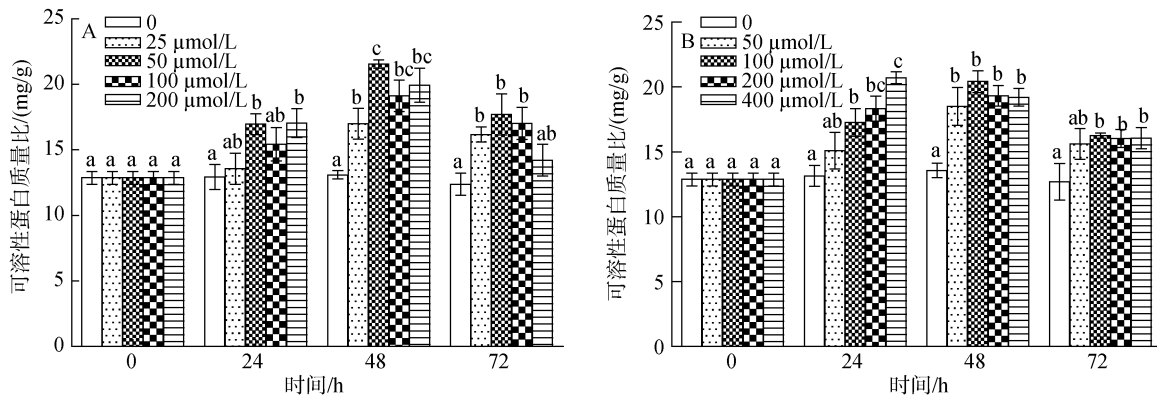 A
0
25 μmol/L
50 μmol/L
100 μmol/L
200 μmol/L
可溶性蛋白质量比/(mg/g)
25
20
15
10
5
0
a a a a a
a ab b ab b
a b c bc bc
a b b b ab
0 24 48 72
时间/h
B
0
50 μmol/L
100 μmol/L
200 μmol/L
400 μmol/L
可溶性蛋白质量比/(mg/g)
25
20
15
10
5
0
a a a a a
a ab b bc c
a b b b b
a ab b b b
0 24 48 72
时间/h